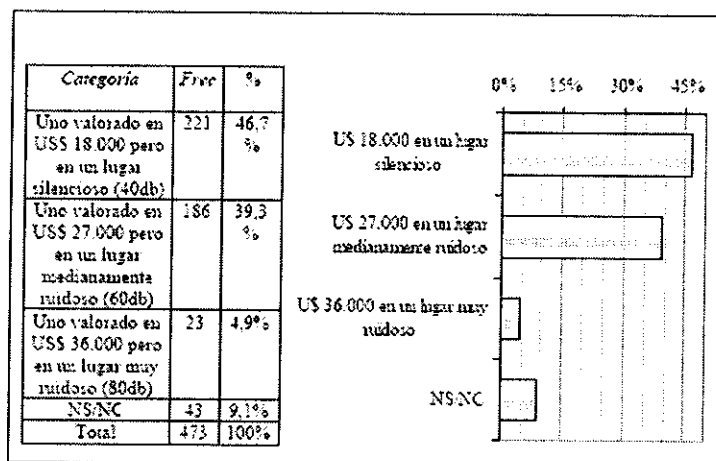 Categoría Frec %
Uno valorado en 221 46,7
US$ 18.000 pero %
en un lugar
silencioso (40db)
Uno valorado en 186 39,3
US$ 27.000 pero %
en un lugar
medianamente
ruidoso (60db)
Uno valorado en 23 4,9%
US$ 36.000 pero
en un lugar muy
ruidoso (80db)
NS/NC 43 9,1%
Total 473 100%
0% 15% 30% 45%
U$ 18.000 en un lugar
silencioso
U$ 27.000 en un lugar
medianamente ruidoso
U$ 36.000 en un lugar muy
ruidoso
NS/NC